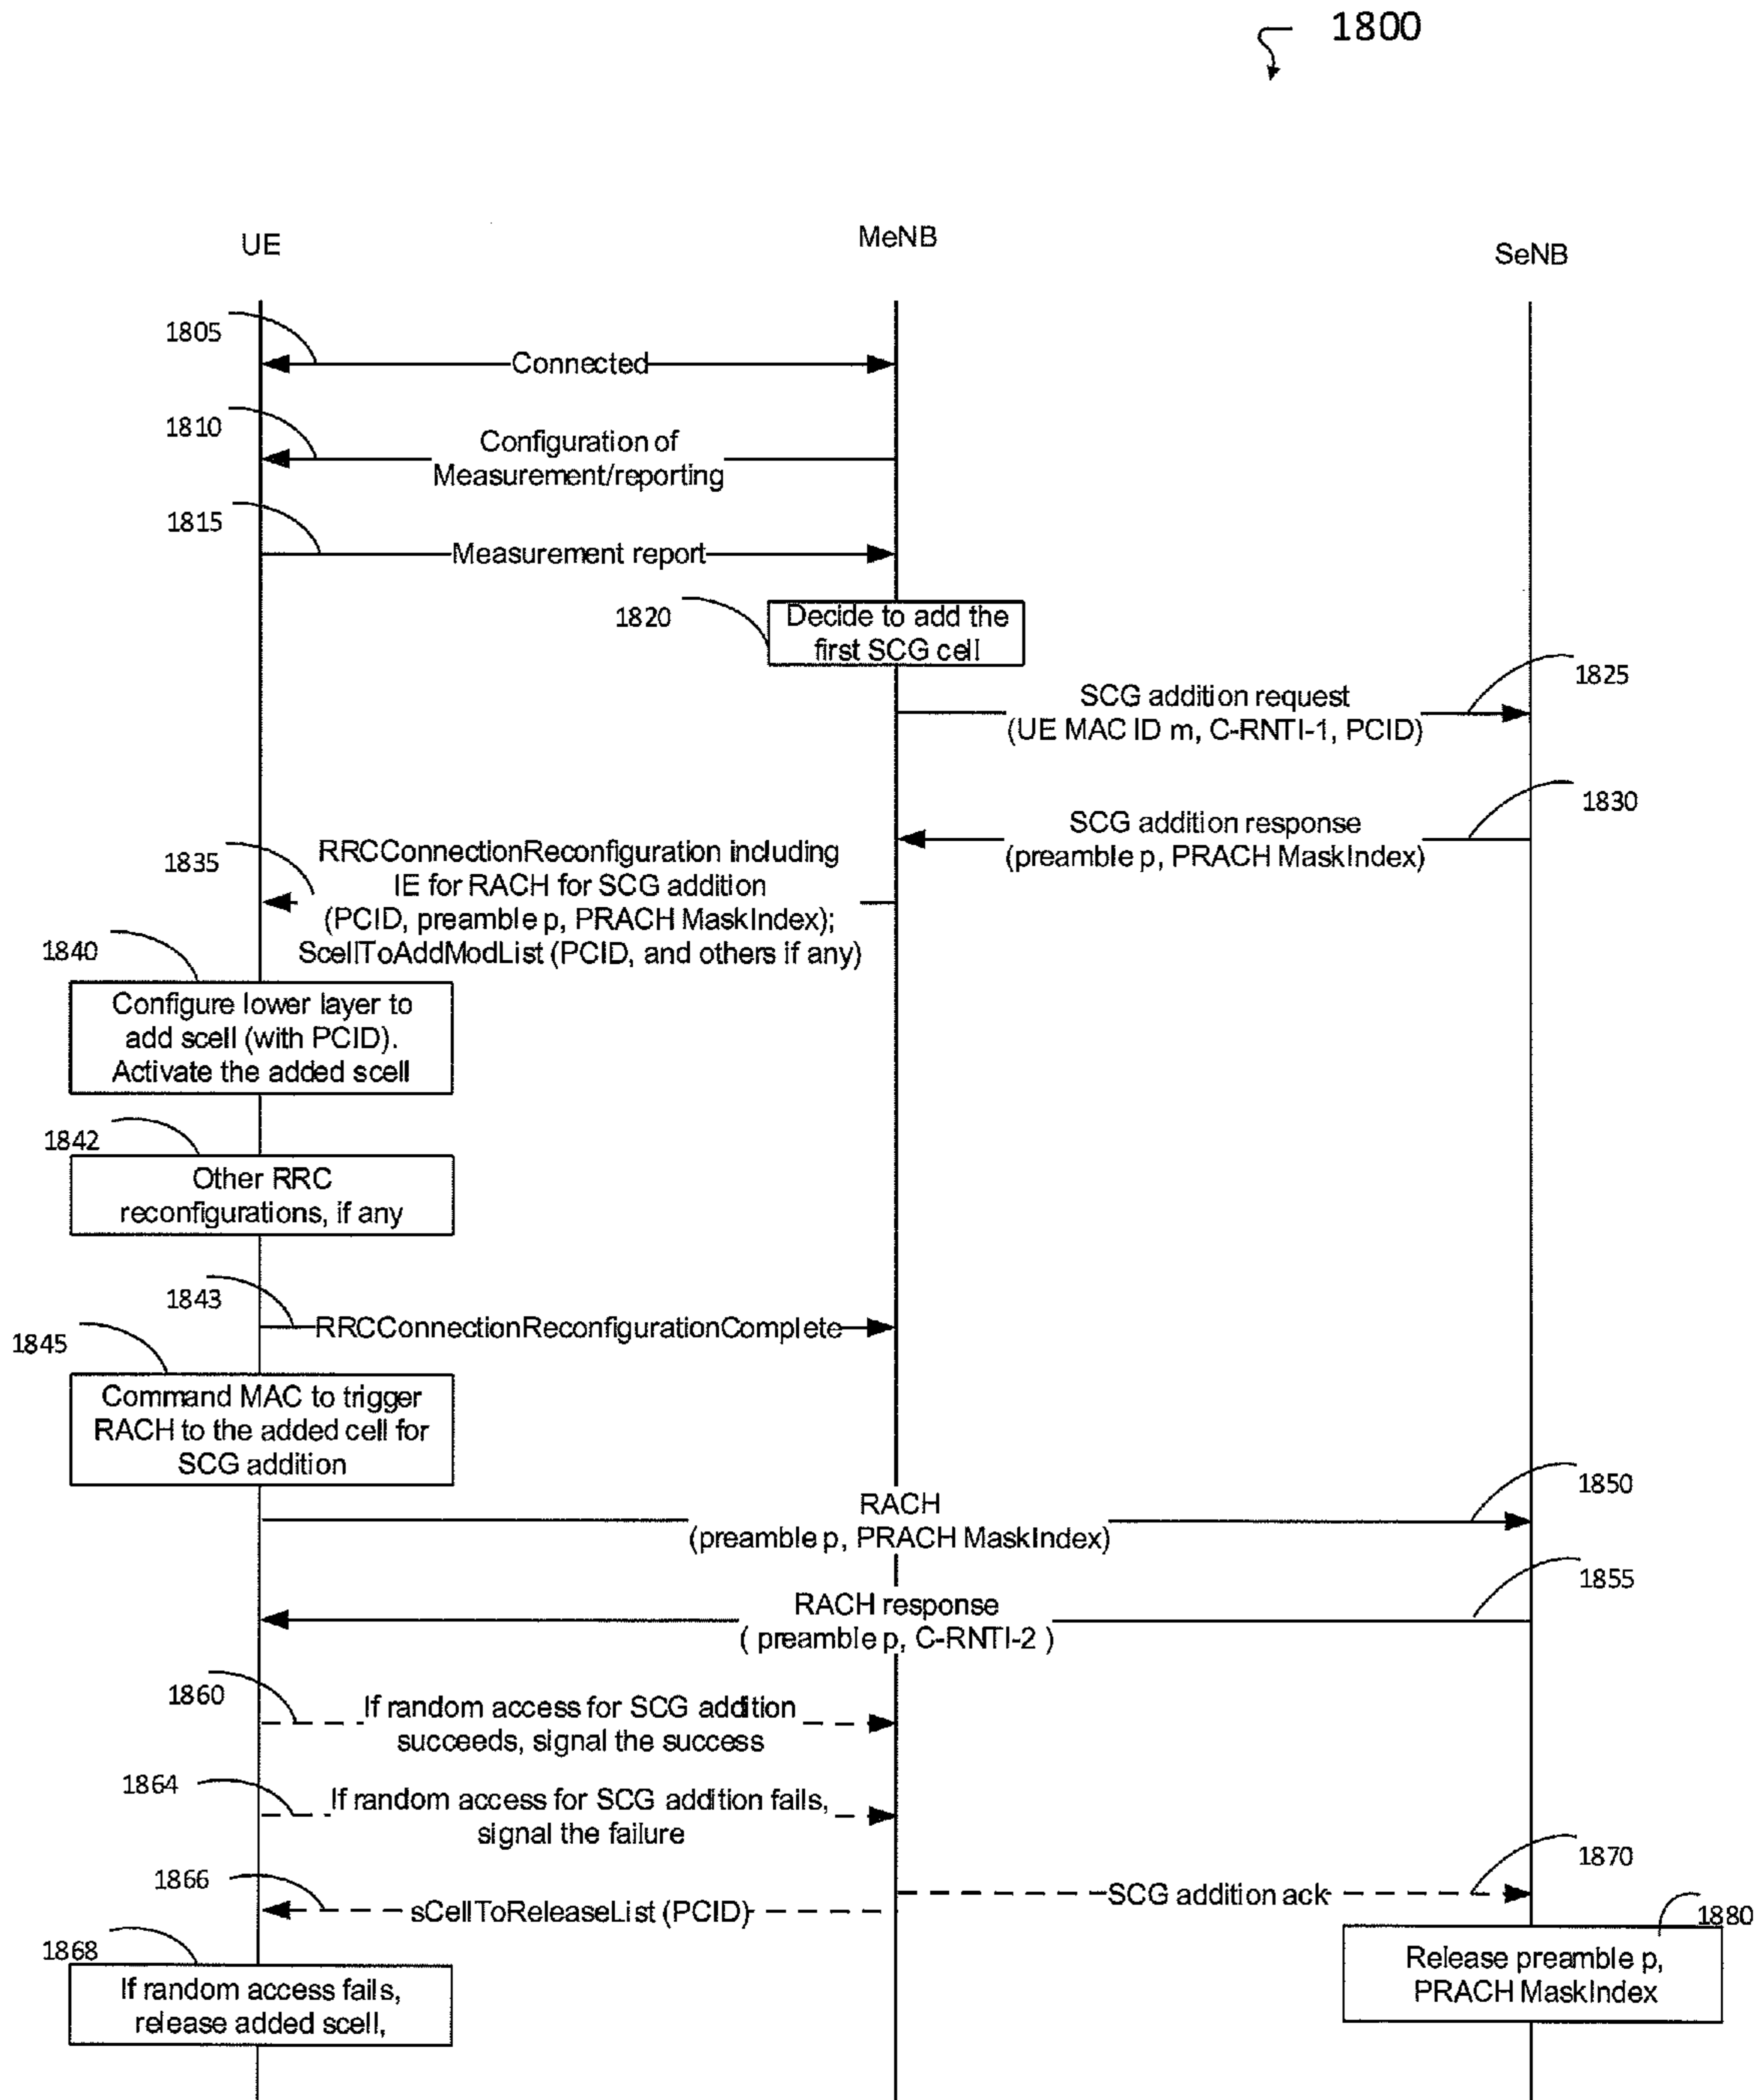 1800
UE
MeNB
SeNB
1805
Connected
1810
Configuration of
Measurement/reporting
1815
Measurement report
1820
Decide to add the
first SCG cell
1825
SCG addition request
(UE MAC ID m, C-RNTI-1, PCID)
1830
SCG addition response
(preamble p, PRACH MaskIndex)
1835
RRCConnectionReconfiguration including
IE for RACH for SCG addition
(PCID, preamble p, PRACH MaskIndex);
ScellToAddModList (PCID, and others if any)
1840
Configure lower layer to
add scell (with PCID).
Activate the added scell
1842
Other RRC
reconfigurations, if any
1843
RRCConnectionReconfigurationComplete
1845
Command MAC to trigger
RACH to the added cell for
SCG addition
1850
RACH
(preamble p, PRACH MaskIndex)
1855
RACH response
( preamble p, C-RNTI-2 )
1860
If random access for SCG addition
succeeds, signal the success
1864
If random access for SCG addition fails,
signal the failure
1866
sCellToReleaseList (PCID)
1870
SCG addition ack
1868
If random access fails,
release added scell,
1880
Release preamble p,
PRACH MaskIndex